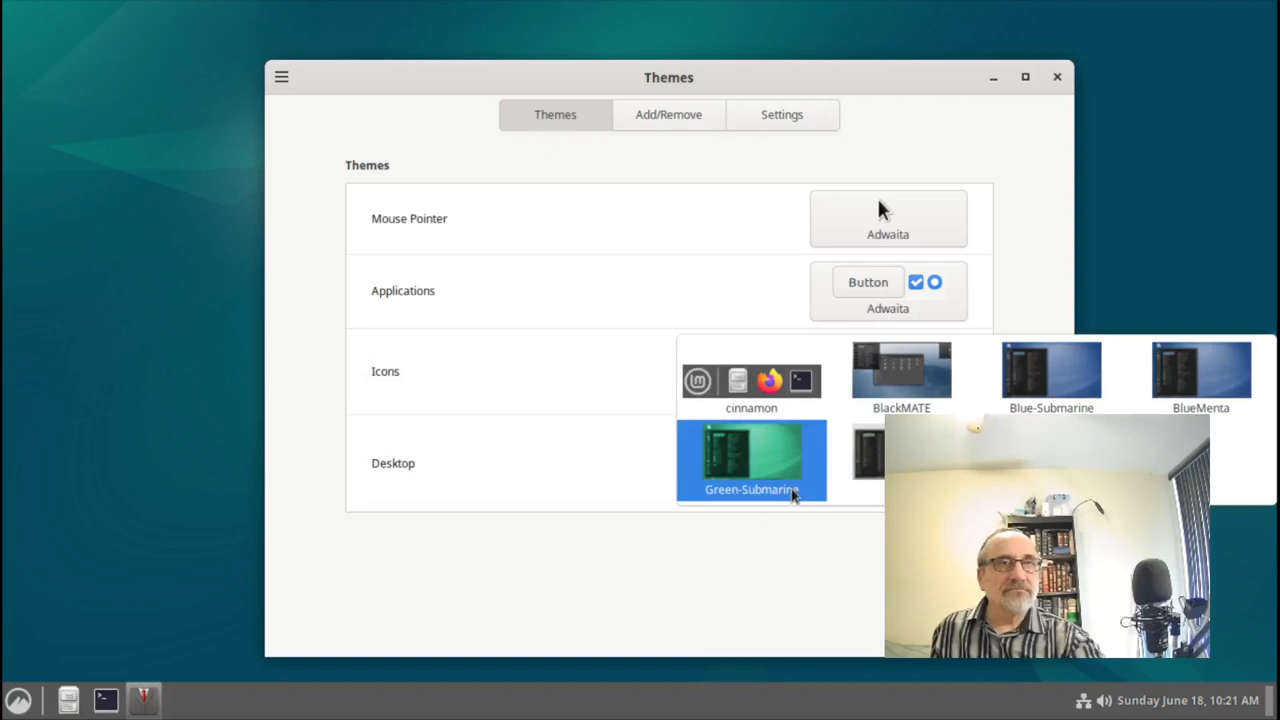 Themes
Themes
Add/Remove
Settings
Themes
Mouse Pointer
Adwaita
Applications
Button
Adwaita
Icons
cinnamon
BlackMATE
Blue-Submarine
BlueMenta
Desktop
Green-Submarine
Sunday June 18, 10:21 AM